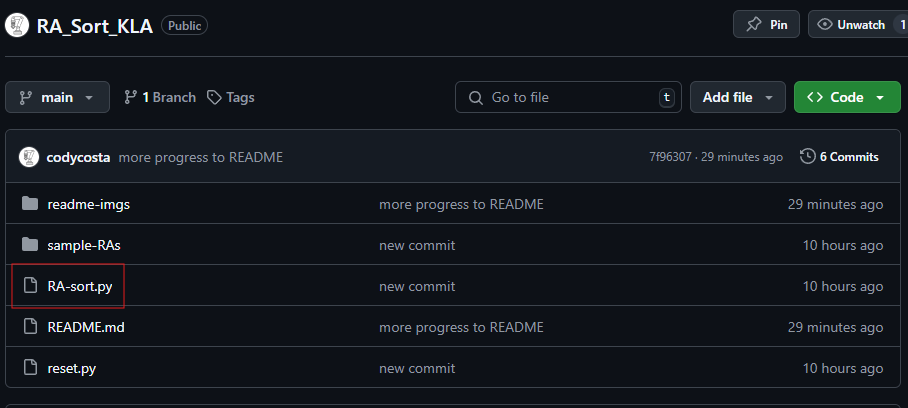 RA_Sort_KLA Public Pin Unwatch 1
main 1 Branch Tags Go to file t Add file Code
codycosta more progress to README 7f96307 · 29 minutes ago 6 Commits
readme-imgs more progress to README 29 minutes ago
sample-RAs new commit 10 hours ago
RA-sort.py new commit 10 hours ago
README.md more progress to README 29 minutes ago
reset.py new commit 10 hours ago